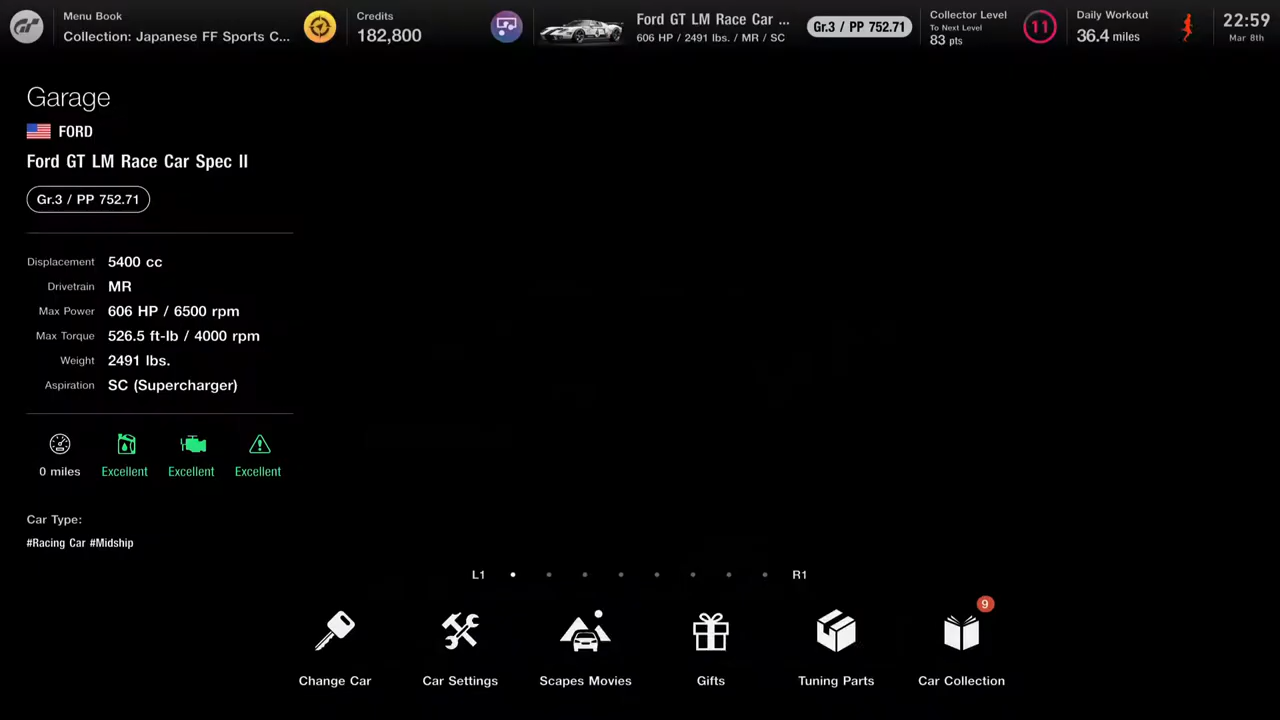 Menu Book
Collection: Japanese FF Sports C...
Credits
182,800
Ford GT LM Race Car ...
606 HP / 2491 lbs. / MR / SC
Gr.3 / PP 752.71
Collector Level
To Next Level
83 pts
11
Daily Workout
36.4 miles
22:59
Mar 8th
Garage
FORD
Ford GT LM Race Car Spec II
Gr.3 / PP 752.71
Displacement 5400 cc
Drivetrain MR
Max Power 606 HP / 6500 rpm
Max Torque 526.5 ft-lb / 4000 rpm
Weight 2491 lbs.
Aspiration SC (Supercharger)
0 miles Excellent Excellent Excellent
Car Type:
#Racing Car #Midship
L1 R1
9
Change Car Car Settings Scapes Movies Gifts Tuning Parts Car Collection